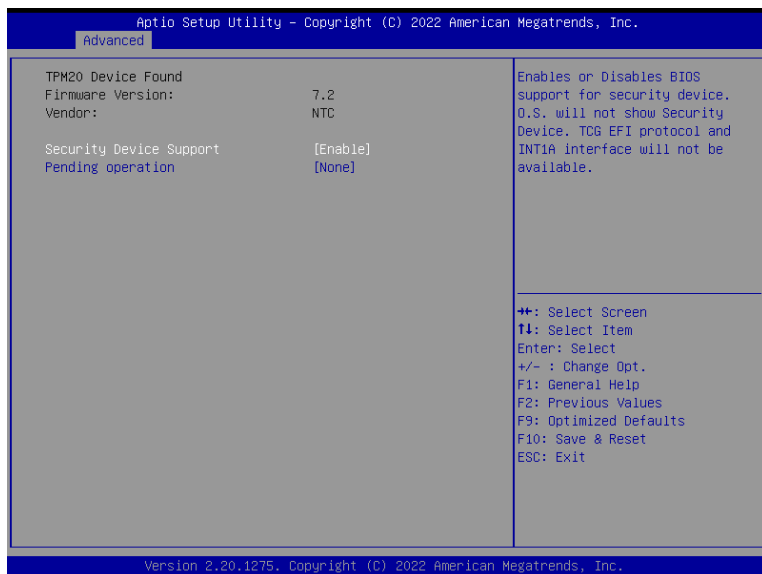 Aptio Setup Utility – Copyright (C) 2022 American Megatrends, Inc.
Advanced
TPM20 Device Found
Firmware Version: 7.2
Vendor: NTC
Security Device Support [Enable]
Pending operation [None]
Enables or Disables BIOS
support for security device.
O.S. will not show Security
Device. TCG EFI protocol and
INT1A interface will not be
available.
→←: Select Screen
↑↓: Select Item
Enter: Select
+/- : Change Opt.
F1: General Help
F2: Previous Values
F9: Optimized Defaults
F10: Save & Reset
ESC: Exit
Version 2.20.1275. Copyright (C) 2022 American Megatrends, Inc.